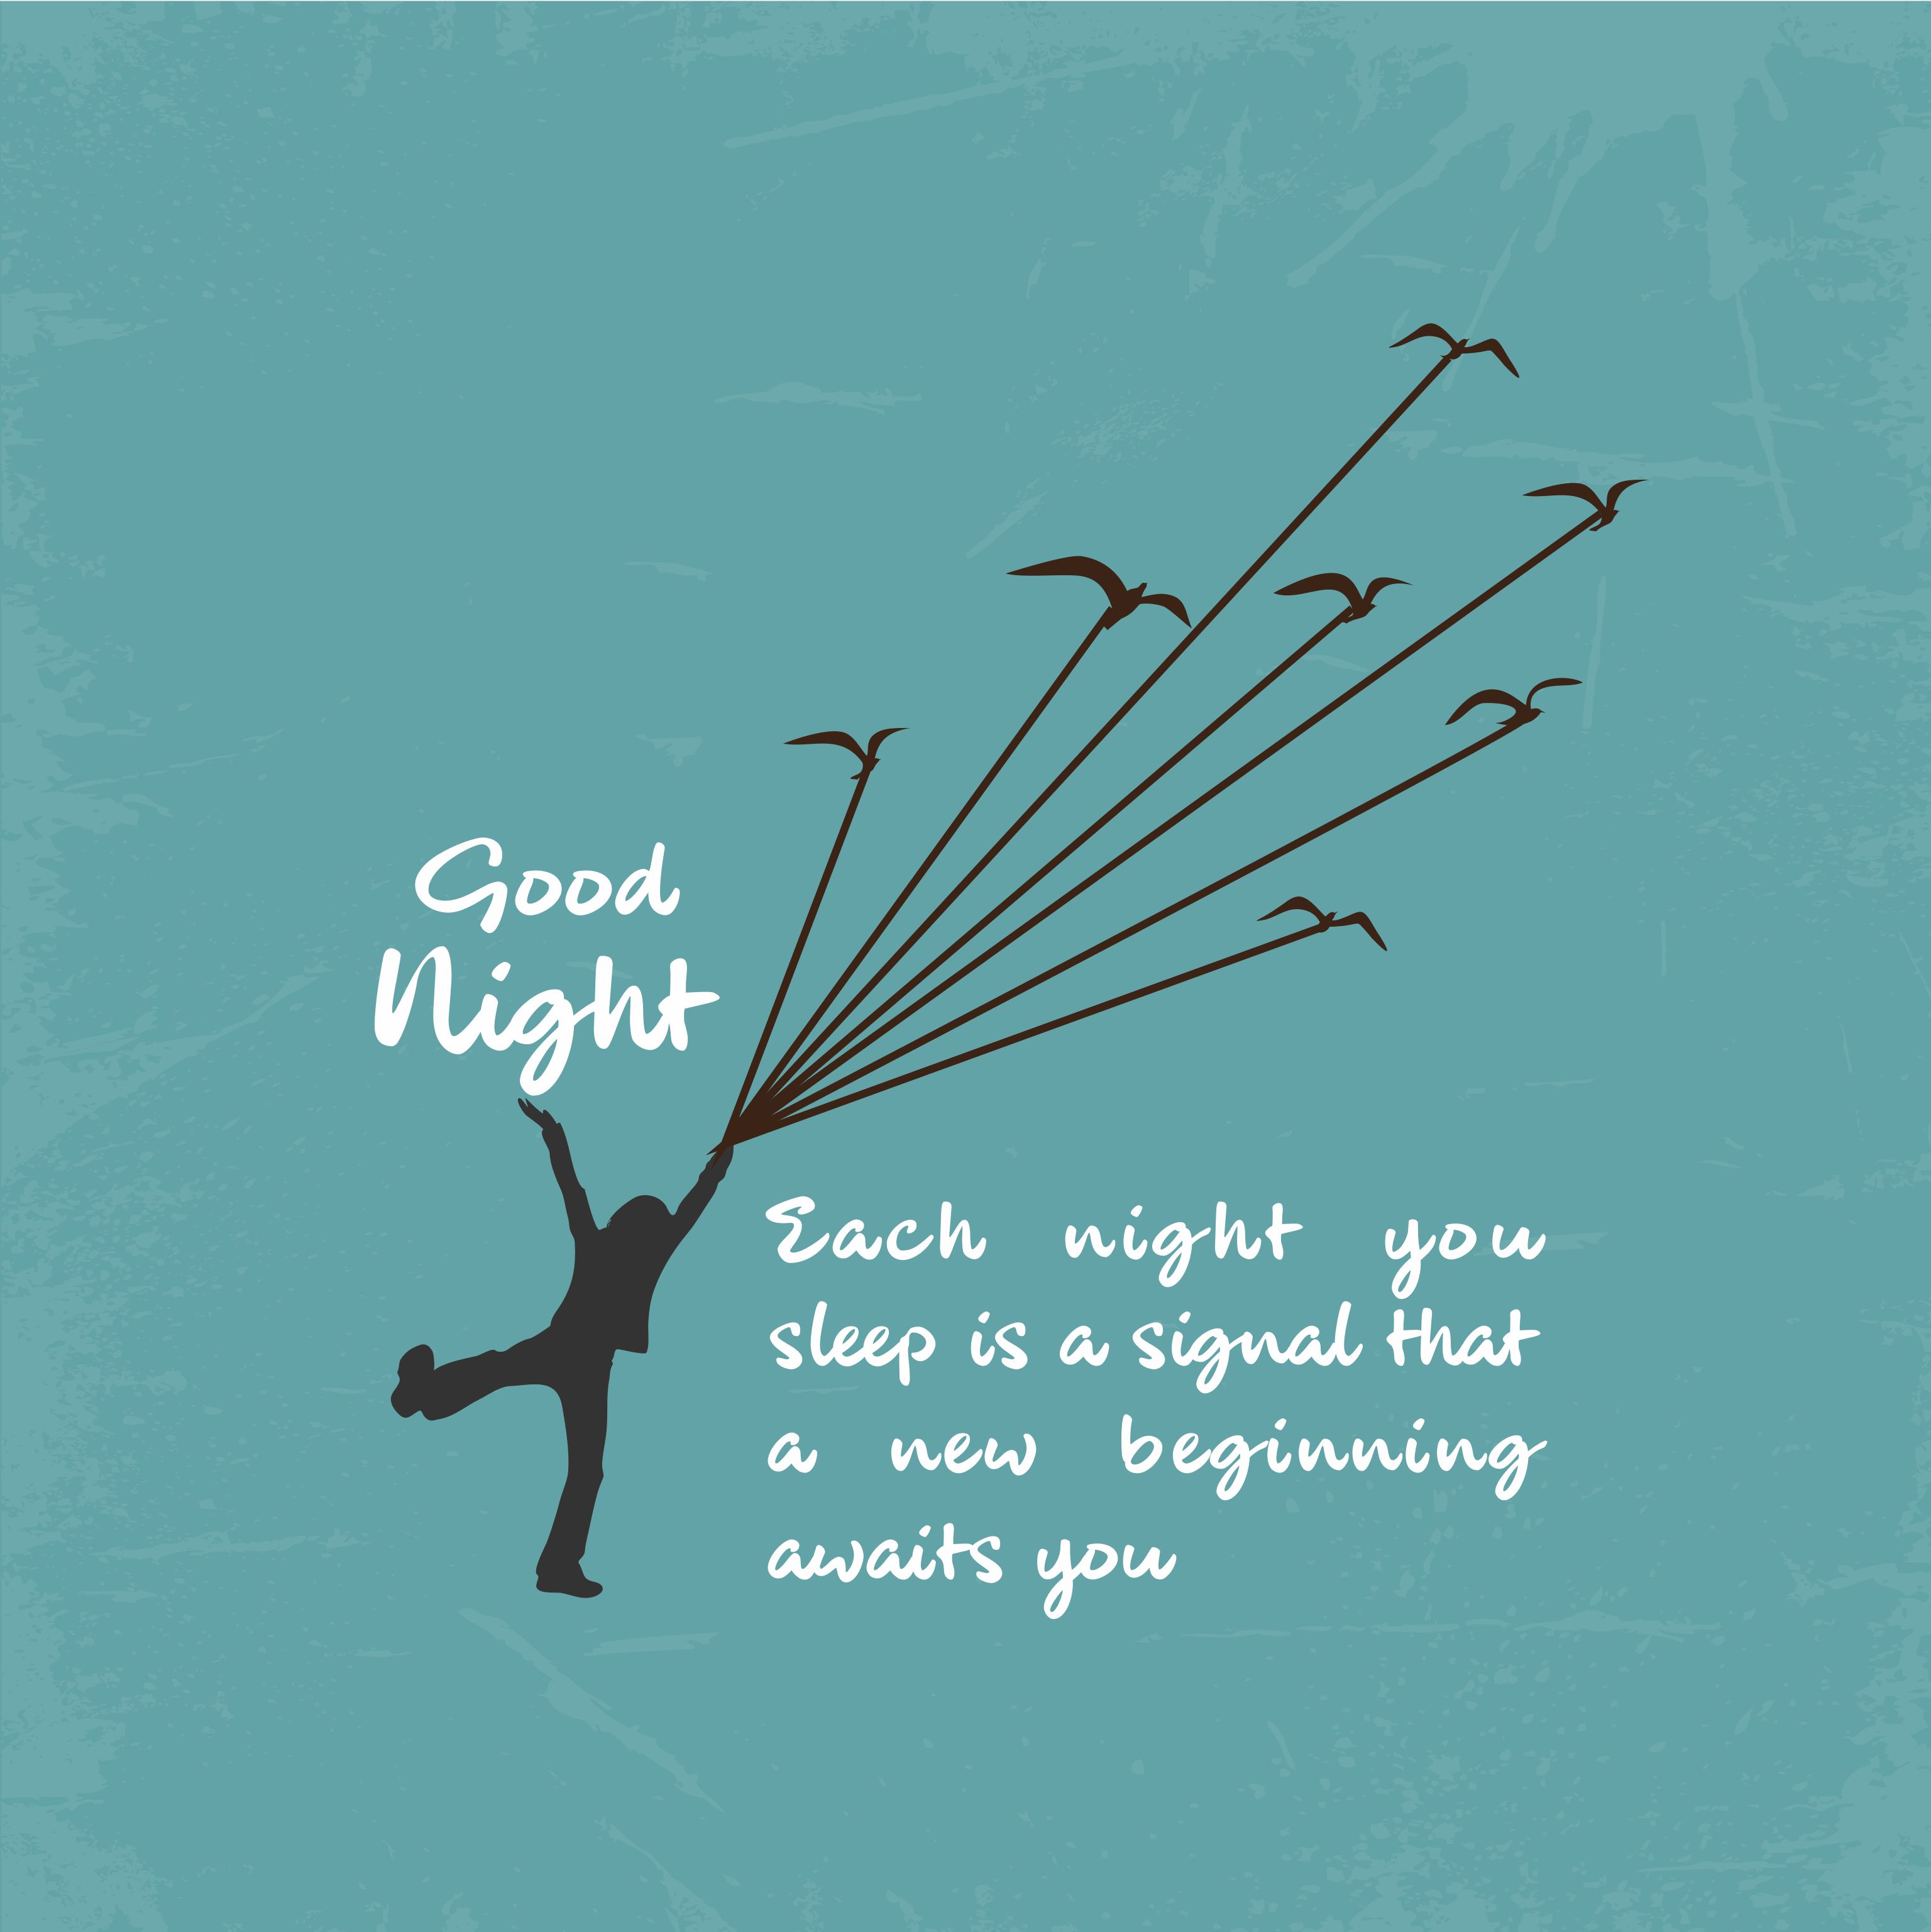 Good
Night
Each night you
sleep is a signal that
a new beginning
awaits you